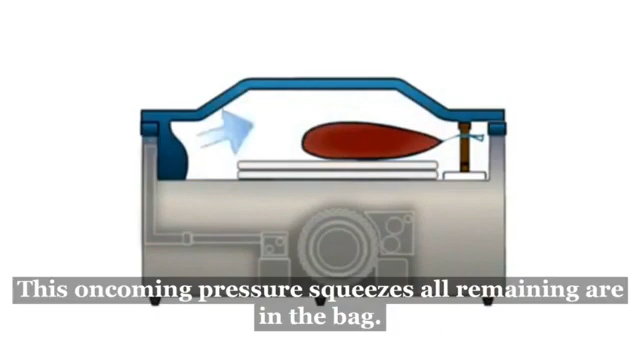 This oncoming pressure squeezes all remaining are
in the bag.